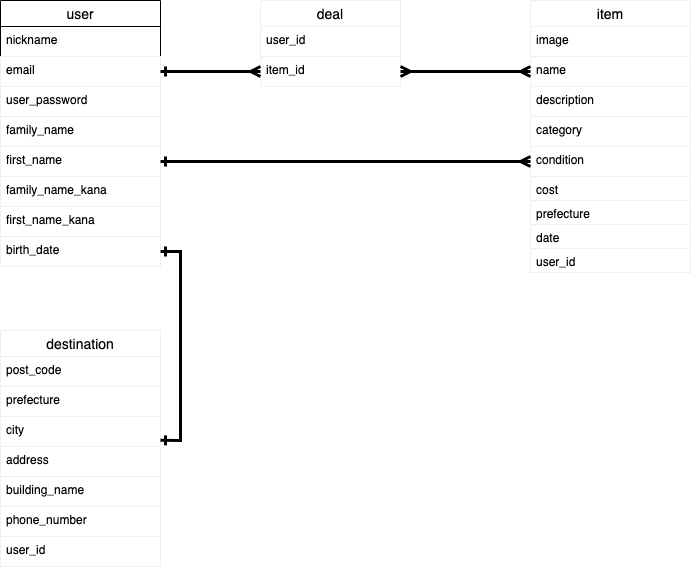 user
nickname
email
user_password
family_name
first_name
family_name_kana
first_name_kana
birth_date
deal
user_id
item_id
item
image
name
description
category
condition
cost
prefecture
date
user_id
destination
post_code
prefecture
city
address
building_name
phone_number
user_id